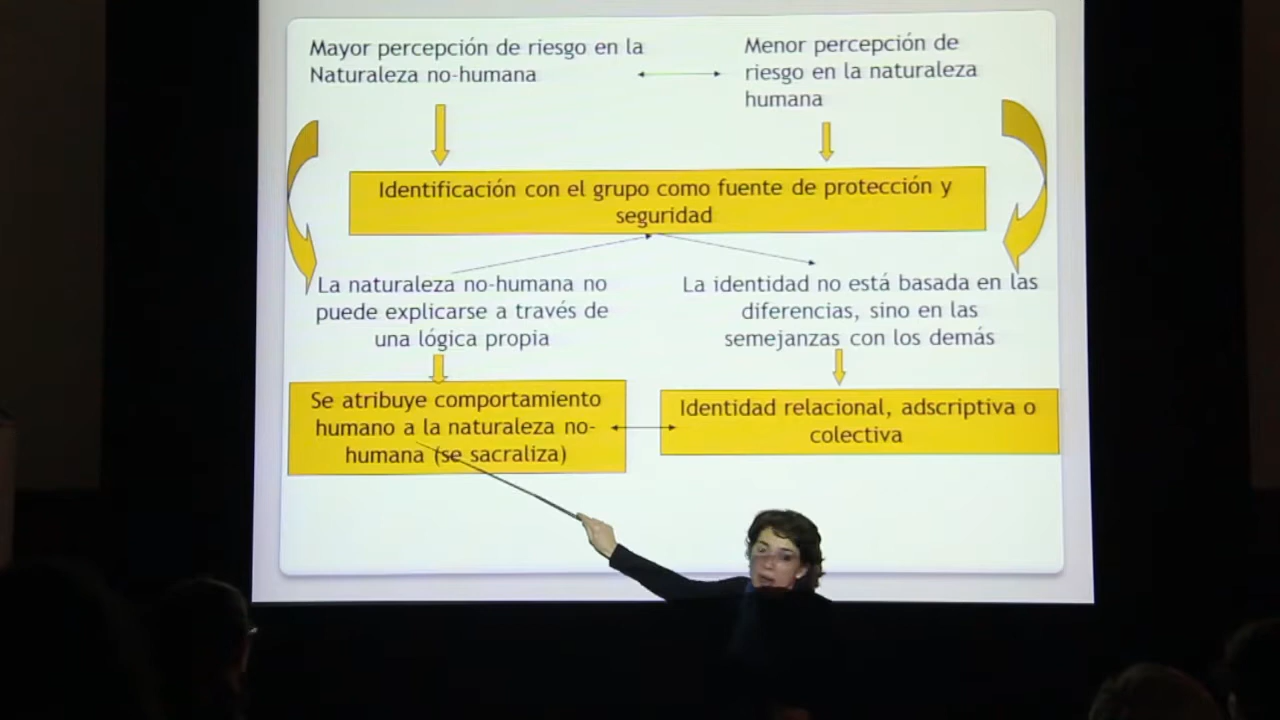 Mayor percepción de riesgo en la
Naturaleza no-humana
Menor percepción de
riesgo en la naturaleza
humana
Identificación con el grupo como fuente de protección y
seguridad
La naturaleza no-humana no
puede explicarse a través de
una lógica propia
La identidad no está basada en las
diferencias, sino en las
semejanzas con los demás
Se atribuye comportamiento
humano a la naturaleza no-
humana (se sacraliza)
Identidad relacional, adscriptiva o
colectiva